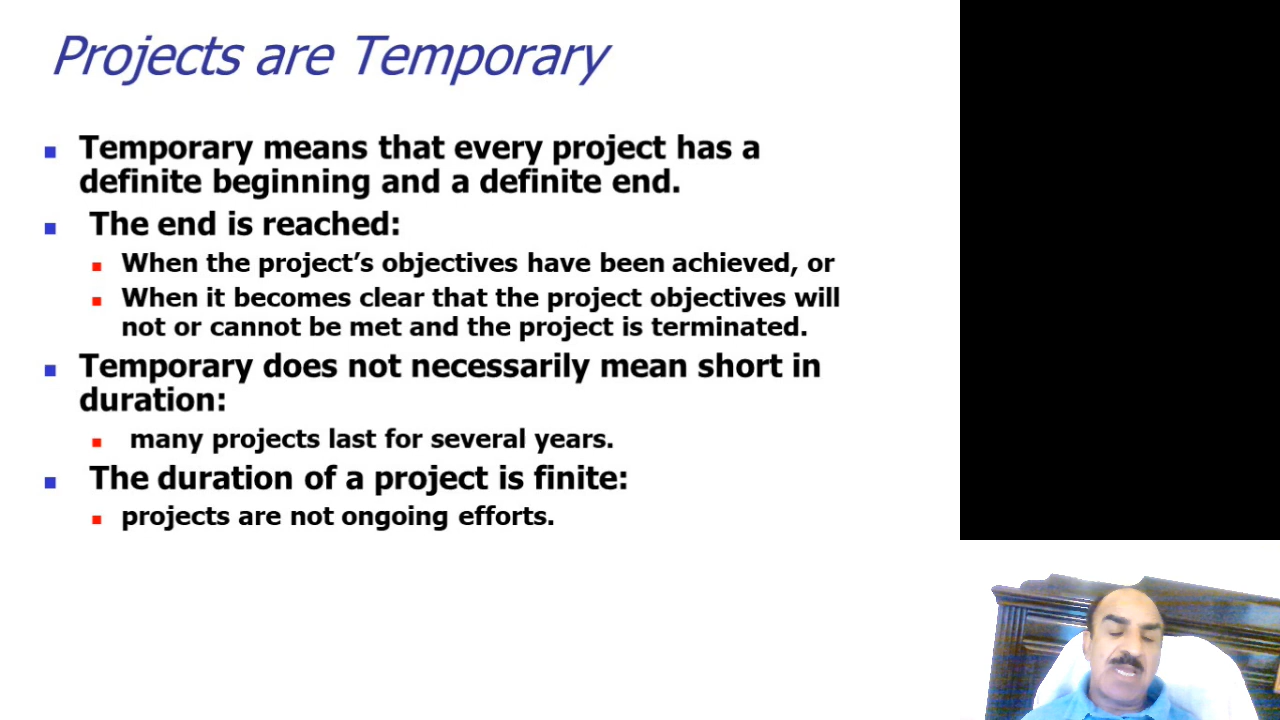 Projects are Temporary
Temporary means that every project has a
definite beginning and a definite end.
The end is reached:
When the project's objectives have been achieved, or
When it becomes clear that the project objectives will
not or cannot be met and the project is terminated.
Temporary does not necessarily mean short in
duration:
many projects last for several years.
The duration of a project is finite:
projects are not ongoing efforts.